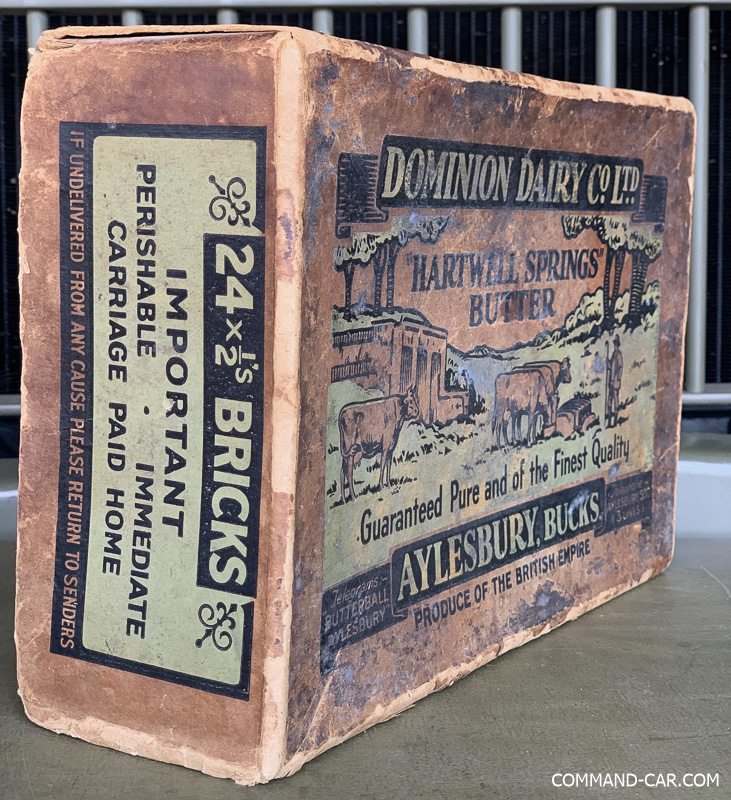 24 x ½'s BRICKS
IMPORTANT
PERISHABLE · IMMEDIATE
CARRIAGE PAID HOME
IF UNDELIVERED FROM ANY CAUSE PLEASE RETURN TO SENDERS
DOMINION DAIRY Co LTD.
"HARTWELL SPRINGS"
BUTTER
Guaranteed Pure and of the Finest Quality
AYLESBURY, BUCKS.
Telegrams:-
BUTTERBALL
AYLESBURY
PRODUCE OF THE BRITISH EMPIRE
COMMAND-CAR.COM